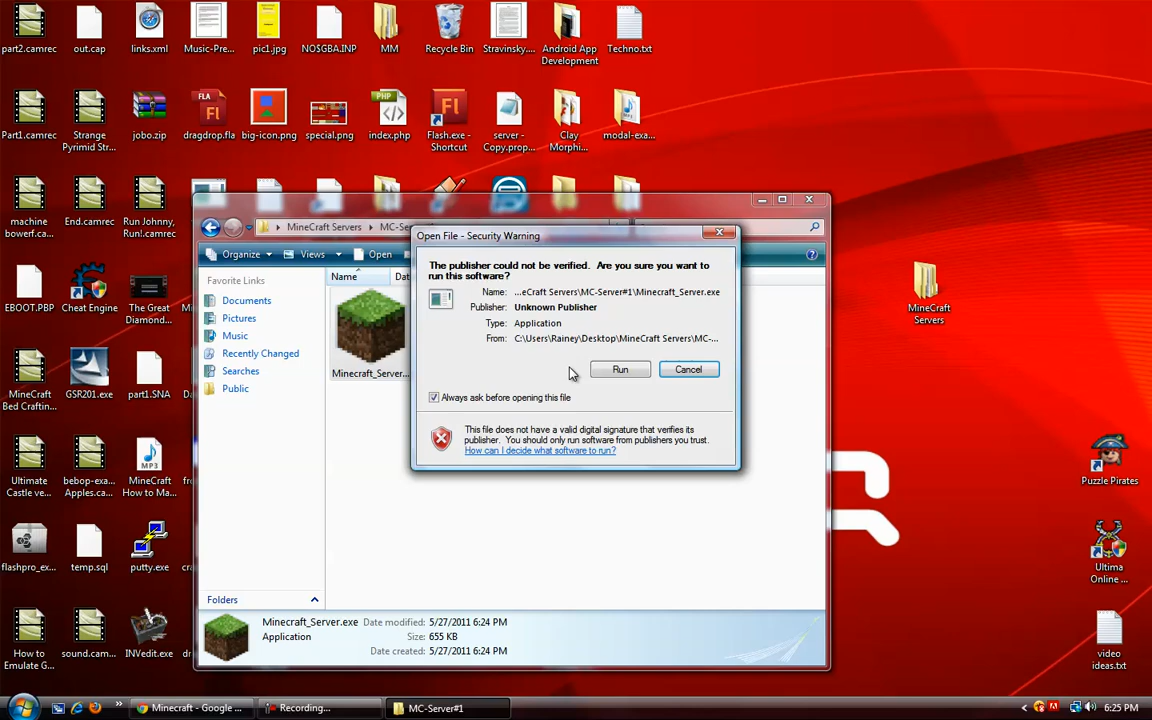 part2.camrec
out.cap
links.xml
Music-Pre...
pic1.jpg
NO$GBA.INP
MM
Recycle Bin
Stravinsky....
Android App
Development
Techno.txt
Part1.camrec
Strange
Pyrimid Str...
jobo.zip
dragdrop.fla
big-icon.png
special.png
index.php
Flash.exe -
Shortcut
server -
Copy.prop...
Clay
Morphi...
modal-exa...
machine
bowerf.ca...
End.camrec
Run Johnny,
Run!.camrec
MineCraft Servers
MC-Ser
Organize
Views
Open
Favorite Links
Name
Dat
Documents
Pictures
Music
Recently Changed
Searches
Public
Minecraft_Server...
Folders
Open File - Security Warning
The publisher could not be verified. Are you sure you want to
run this software?
Name: ...eCraft Servers\MC-Server#1\Minecraft_Server.exe
Publisher: Unknown Publisher
Type: Application
From: C:\Users\Rainey\Desktop\MineCraft Servers\MC-...
Run
Cancel
Always ask before opening this file
This file does not have a valid digital signature that verifies its
publisher. You should only run software from publishers you trust.
How can I decide what software to run?
EBOOT.PBP
Cheat Engine
The Great
Diamond...
MineCraft
Servers
MineCraft
Bed Craftin...
GSR201.exe
part1.SNA
Ultimate
Castle ve...
bebop-exa...
Apples.ca...
MineCraft
How to Ma...
Puzzle Pirates
flashpro_ex...
temp.sql
putty.exe
Ultima
Online ...
How to
Emulate G...
sound.cam...
INVedit.exe
video
ideas.txt
Minecraft_Server.exe Date modified: 5/27/2011 6:24 PM
Application Size: 655 KB
Date created: 5/27/2011 6:24 PM
Minecraft - Google ...
Recording...
MC-Server#1
6:25 PM